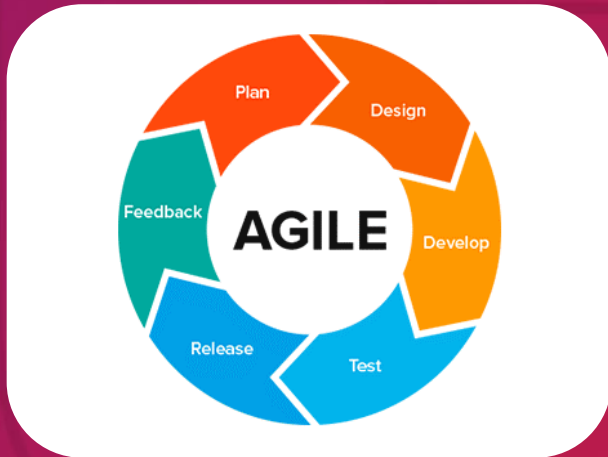 Plan
Design
Feedback
AGILE
Develop
Release
Test